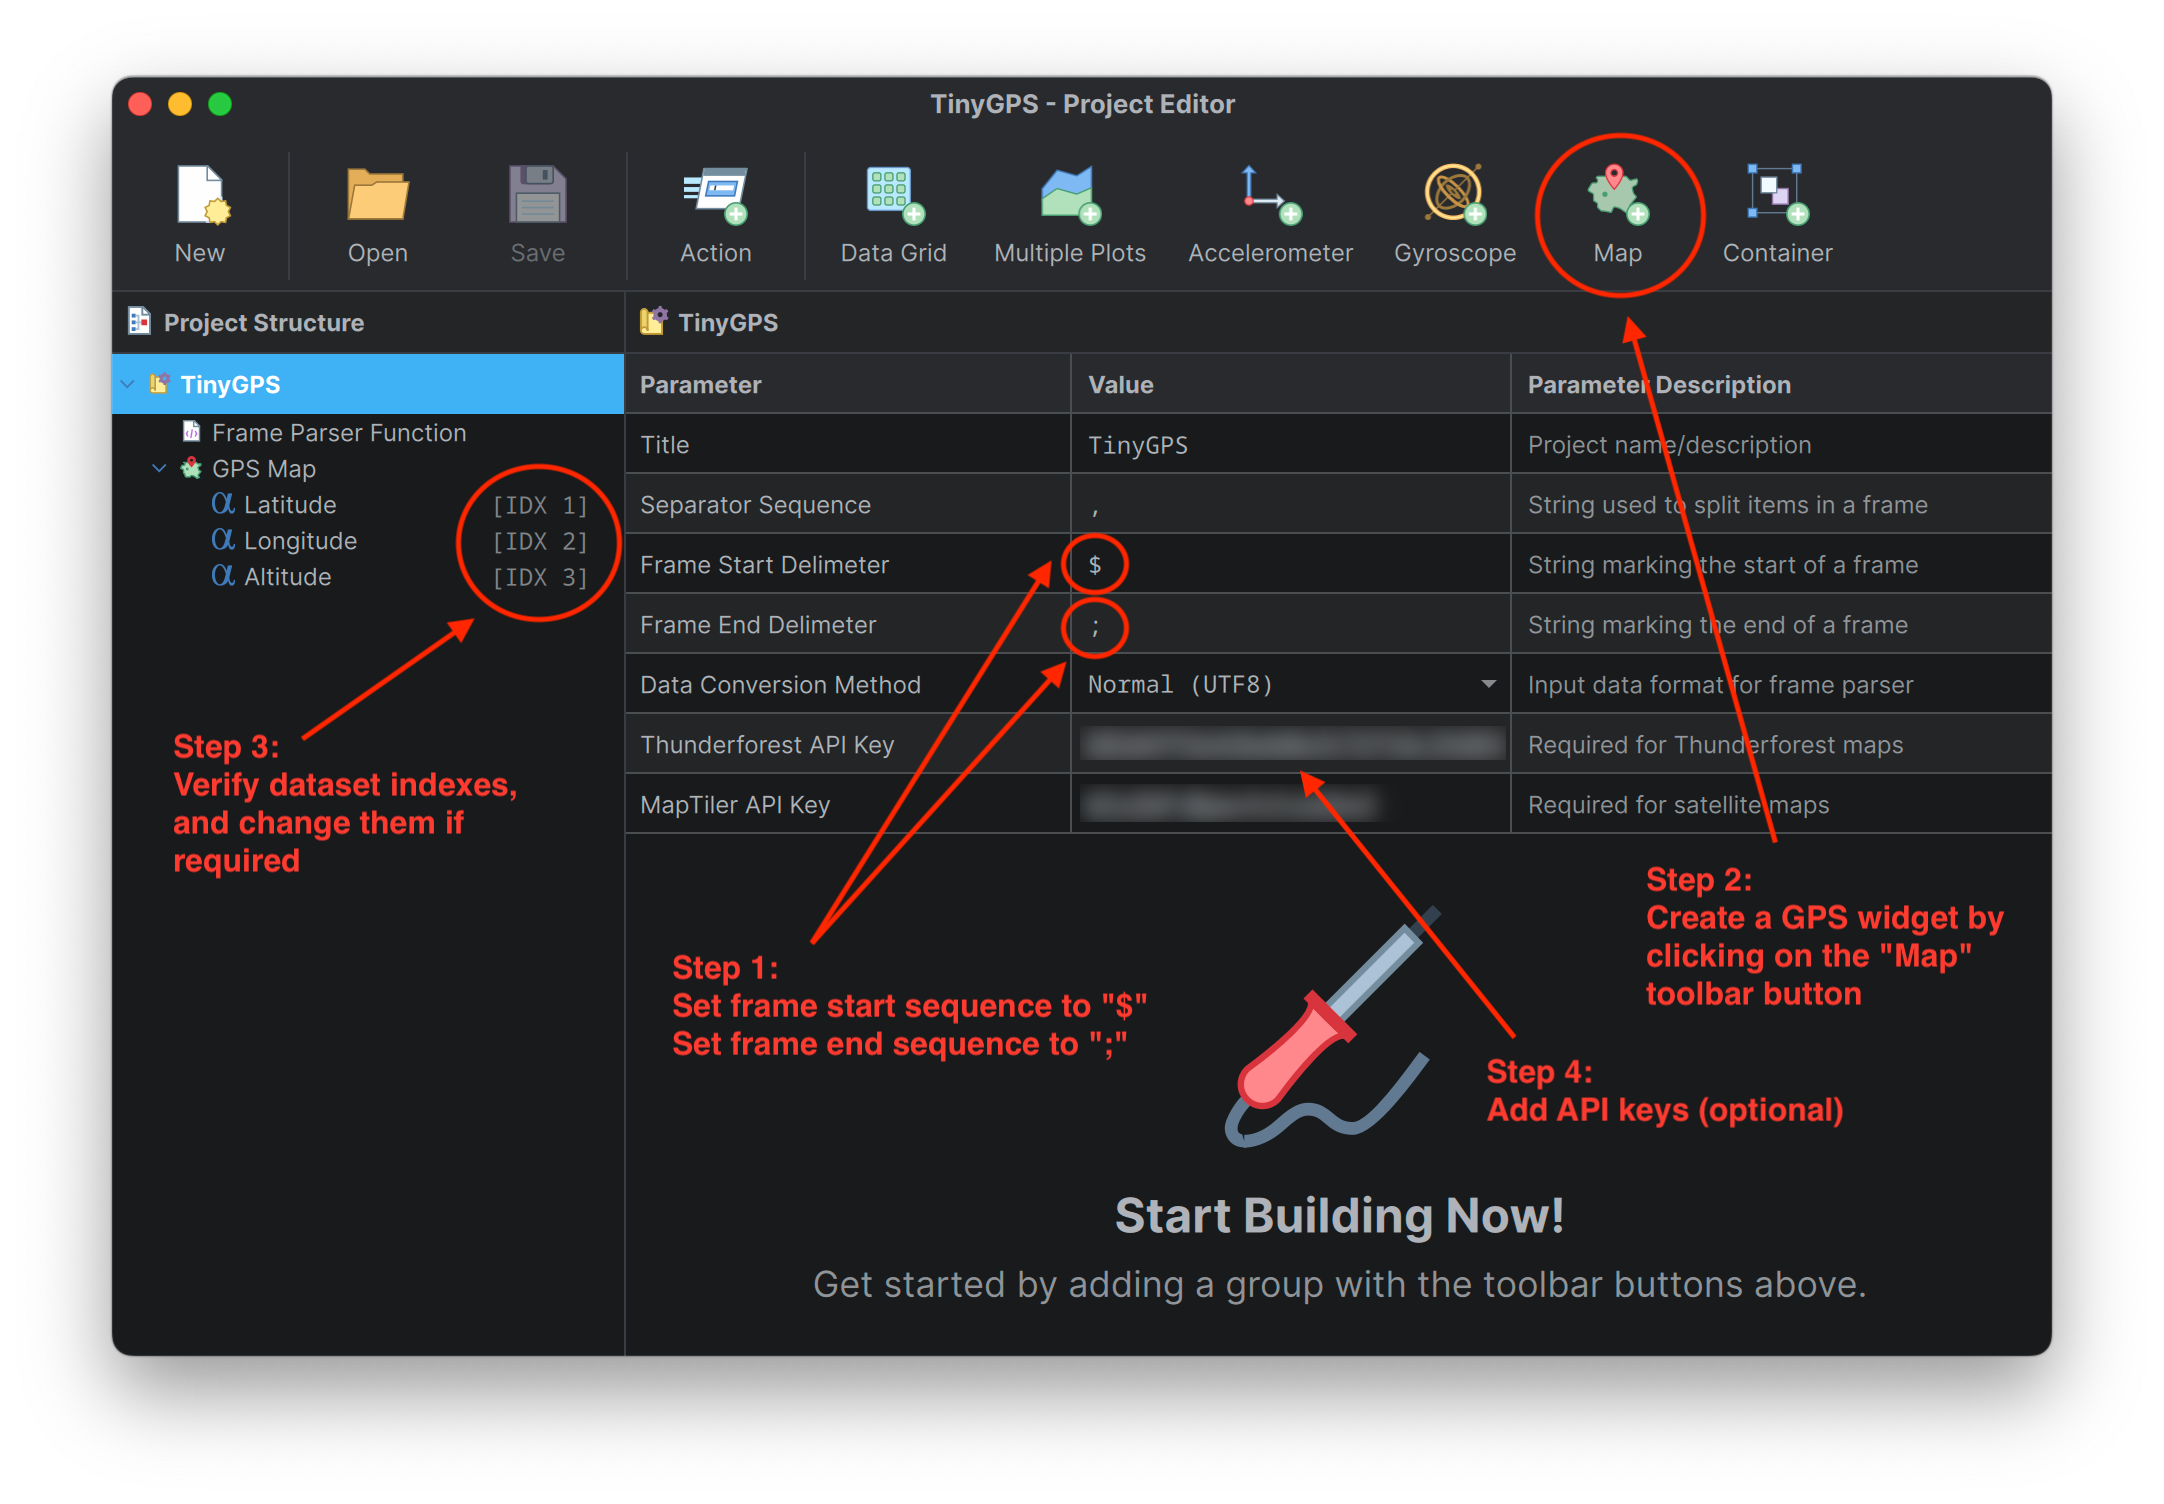 TinyGPS - Project Editor
New
Open
Save
Action
Data Grid
Multiple Plots
Accelerometer
Gyroscope
Map
Container
Project Structure
TinyGPS
Frame Parser Function
GPS Map
α Latitude [IDX 1]
α Longitude [IDX 2]
α Altitude [IDX 3]
Step 3:
Verify dataset indexes,
and change them if
required
TinyGPS
Parameter Value Parameter Description
Title TinyGPS Project name/description
Separator Sequence , String used to split items in a frame
Frame Start Delimeter $ String marking the start of a frame
Frame End Delimeter ; String marking the end of a frame
Data Conversion Method Normal (UTF8) Input data format for frame parser
Thunderforest API Key Required for Thunderforest maps
MapTiler API Key Required for satellite maps
Step 1:
Set frame start sequence to "$"
Set frame end sequence to ";"
Step 2:
Create a GPS widget by
clicking on the "Map"
toolbar button
Step 4:
Add API keys (optional)
Start Building Now!
Get started by adding a group with the toolbar buttons above.